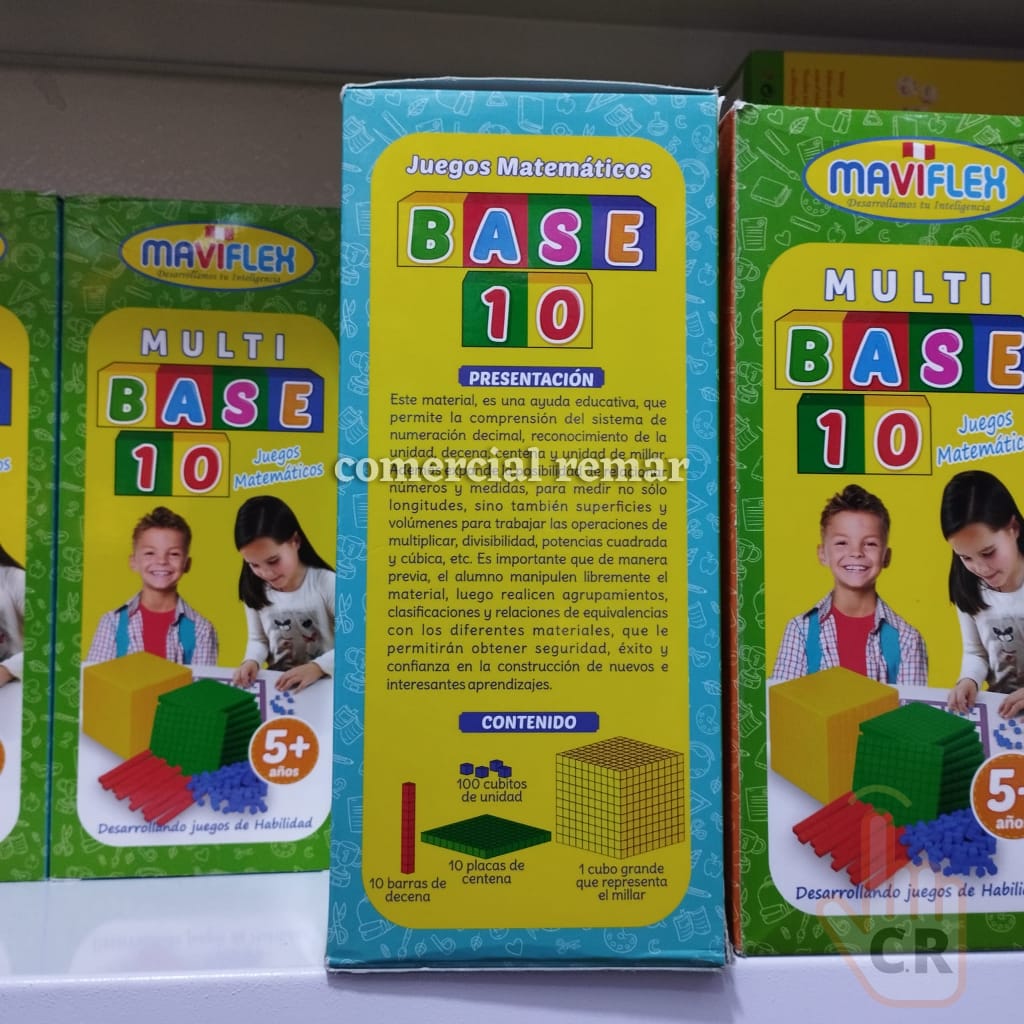 MAVIFLEX
Desarrollamos tu Inteligencia
MULTI
BASE
10
Juegos
Matemáticos
5+
años
Desarrollando juegos de Habilidad
Juegos Matemáticos
BASE
10
PRESENTACIÓN
Este material, es una ayuda educativa, que
permite la comprensión del sistema de
numeración decimal, reconocimiento de la
unidad, decena, centena y unidad de millar.
comercial remar
números y medidas, para medir no sólo
longitudes, sino también superficies y
volúmenes para trabajar las operaciones de
multiplicar, divisibilidad, potencias cuadrada
y cúbica, etc. Es importante que de manera
previa, el alumno manipulen libremente el
material, luego realicen agrupamientos,
clasificaciones y relaciones de equivalencias
con los diferentes materiales, que le
permitirán obtener seguridad, éxito y
confianza en la construcción de nuevos e
interesantes aprendizajes.
CONTENIDO
100 cubitos
de unidad
10 barras de
decena
10 placas de
centena
1 cubo grande
que representa
el millar
MAVIFLEX
Desarrollamos tu Inteligencia
MULTI
BASE
10
Juegos
Matemáticos
5+
años
Desarrollando juegos de Habili
C.R